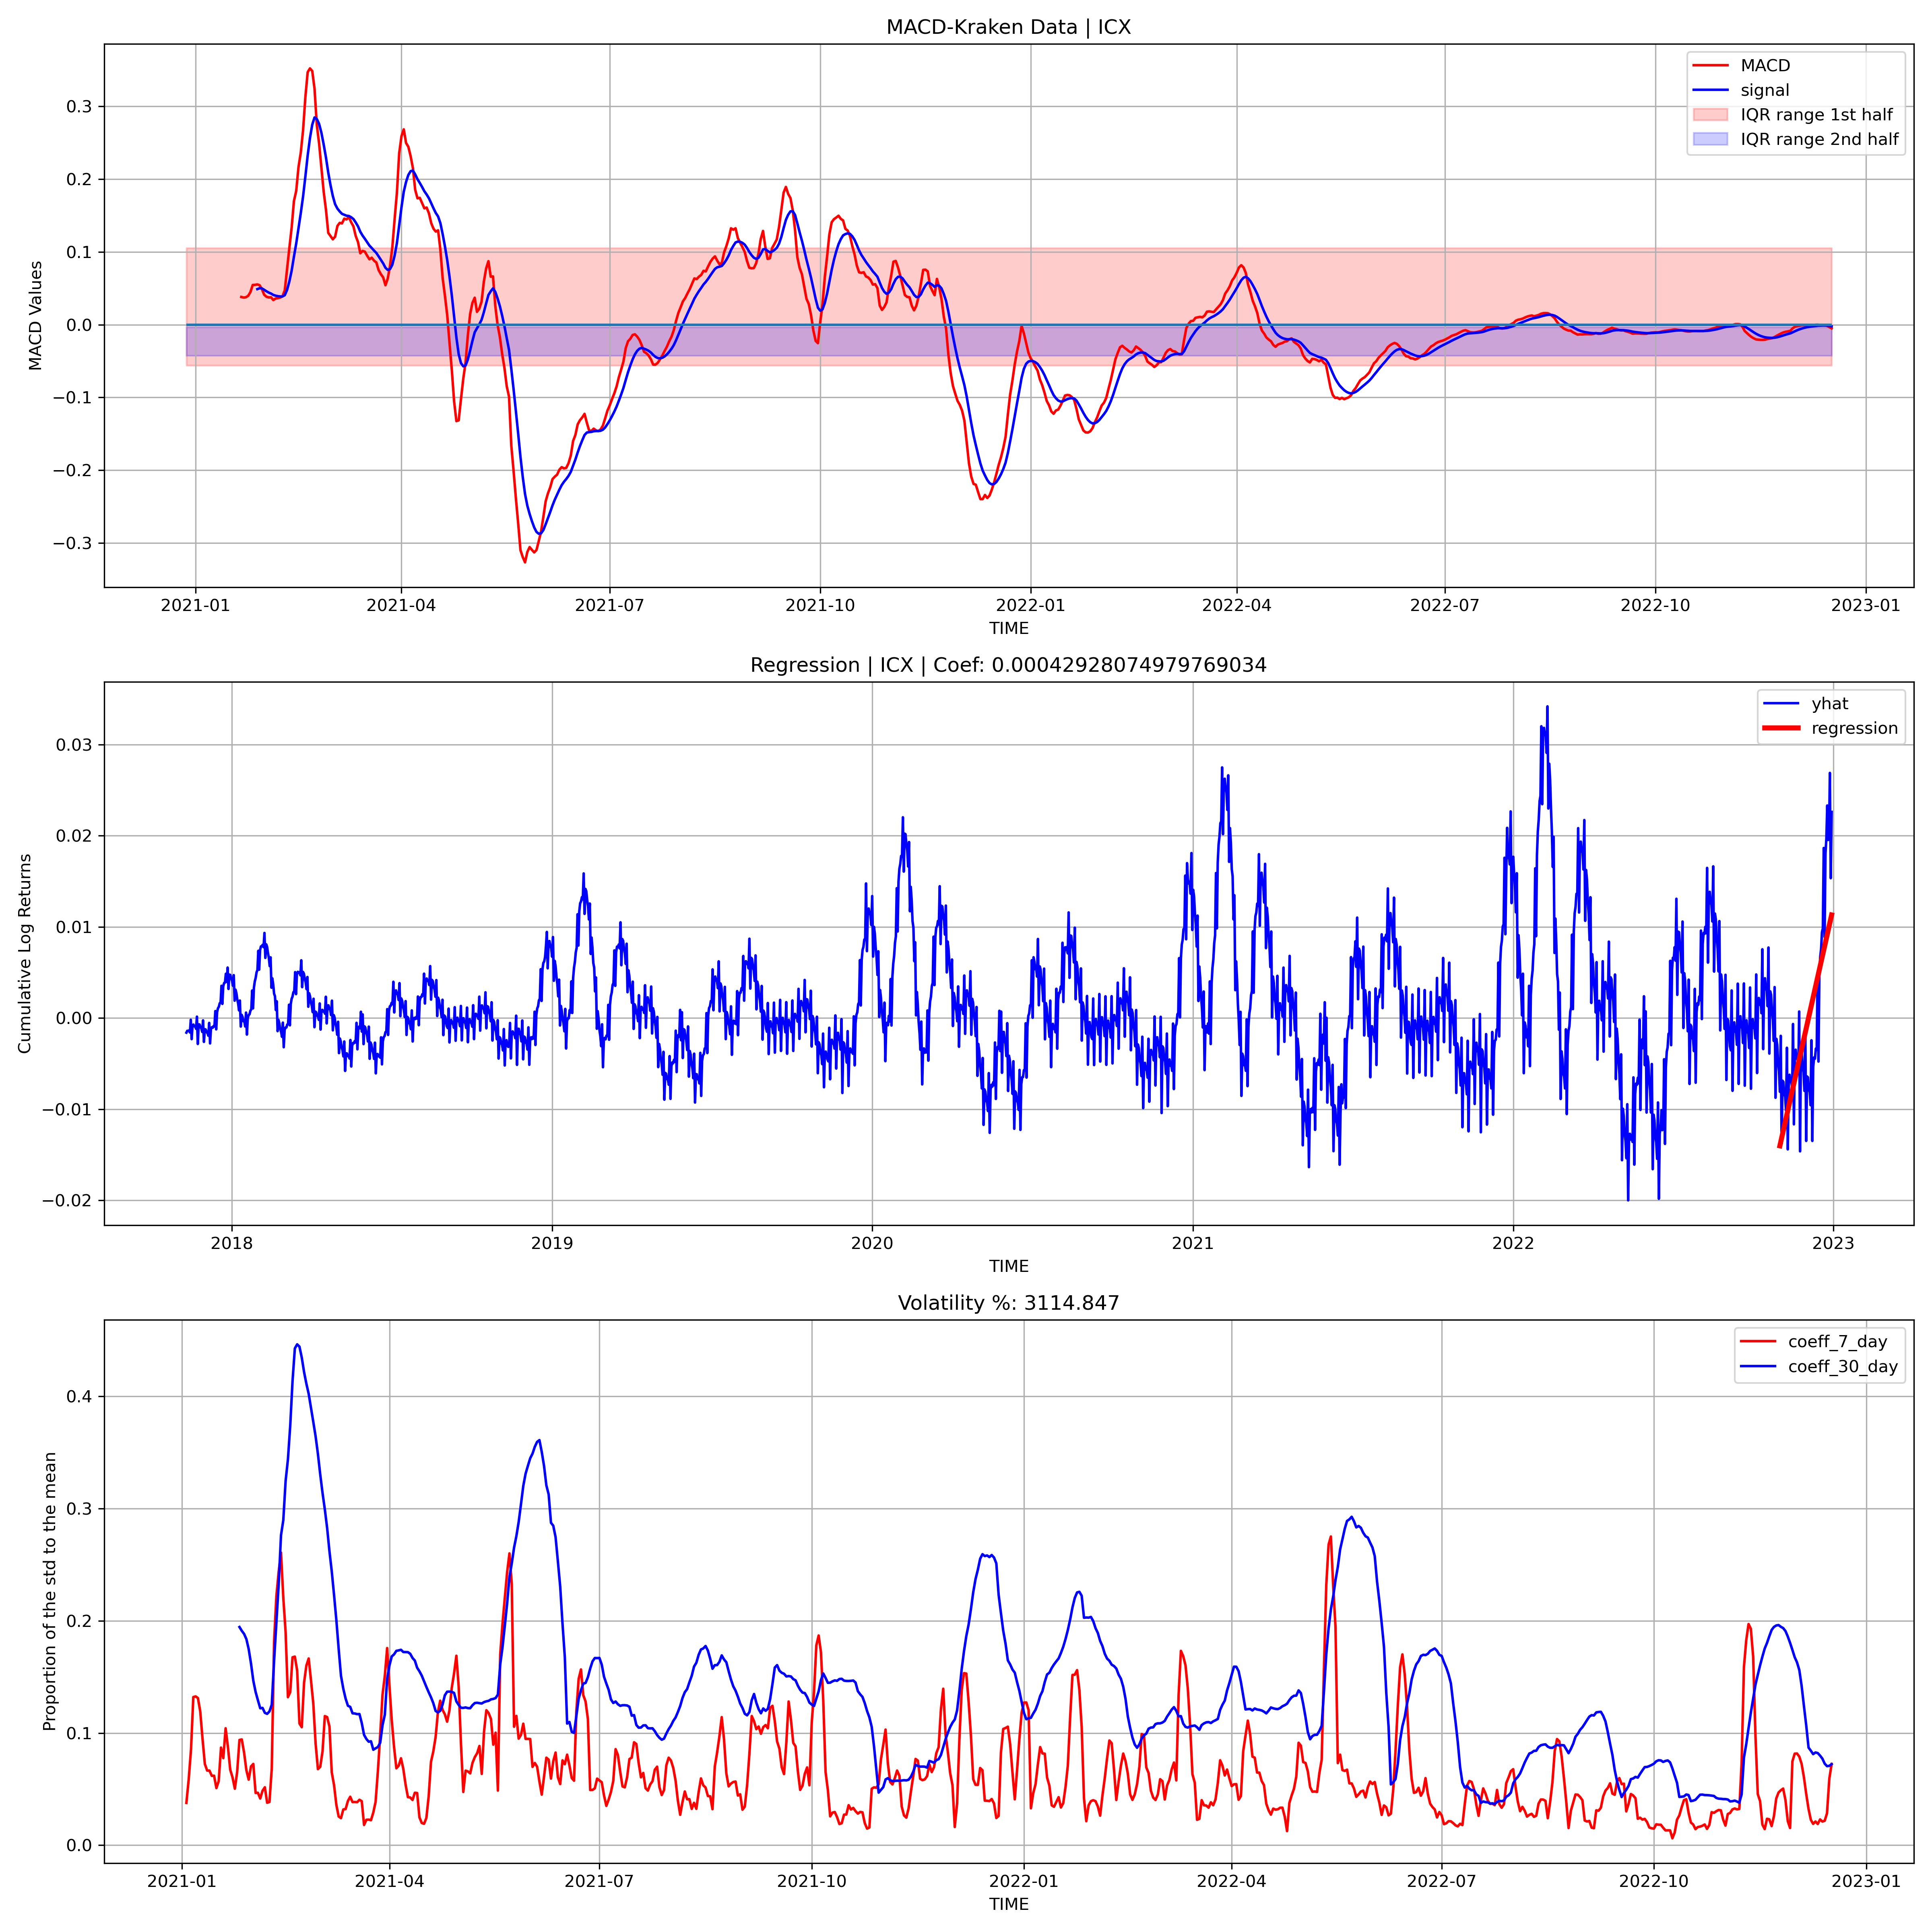 MACD-Kraken Data | ICX
MACD
signal
IQR range 1st half
IQR range 2nd half
MACD Values
0.3
0.2
0.1
0.0
−0.1
−0.2
−0.3
2021-01 2021-04 2021-07 2021-10 2022-01 2022-04 2022-07 2022-10 2023-01
TIME
Regression | ICX | Coef: 0.00042928074979769034
yhat
regression
Cumulative Log Returns
0.03
0.02
0.01
0.00
−0.01
−0.02
2018 2019 2020 2021 2022 2023
TIME
Volatility %: 3114.847
coeff_7_day
coeff_30_day
Proportion of the std to the mean
0.4
0.3
0.2
0.1
0.0
2021-01 2021-04 2021-07 2021-10 2022-01 2022-04 2022-07 2022-10 2023-01
TIME